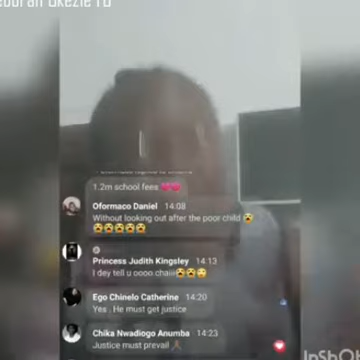 1.2m school fees 💖💖
Oformaco Daniel 14:08
Without looking out after the poor child 😭
😭😭😭😭😭
Princess Judith Kingsley 14:13
I dey tell u oooo chaiii😭😭😭
Ego Chinelo Catherine 14:20
Yes . He must get justice
Chika Nwadiogo Anumba 14:23
Justice must prevail